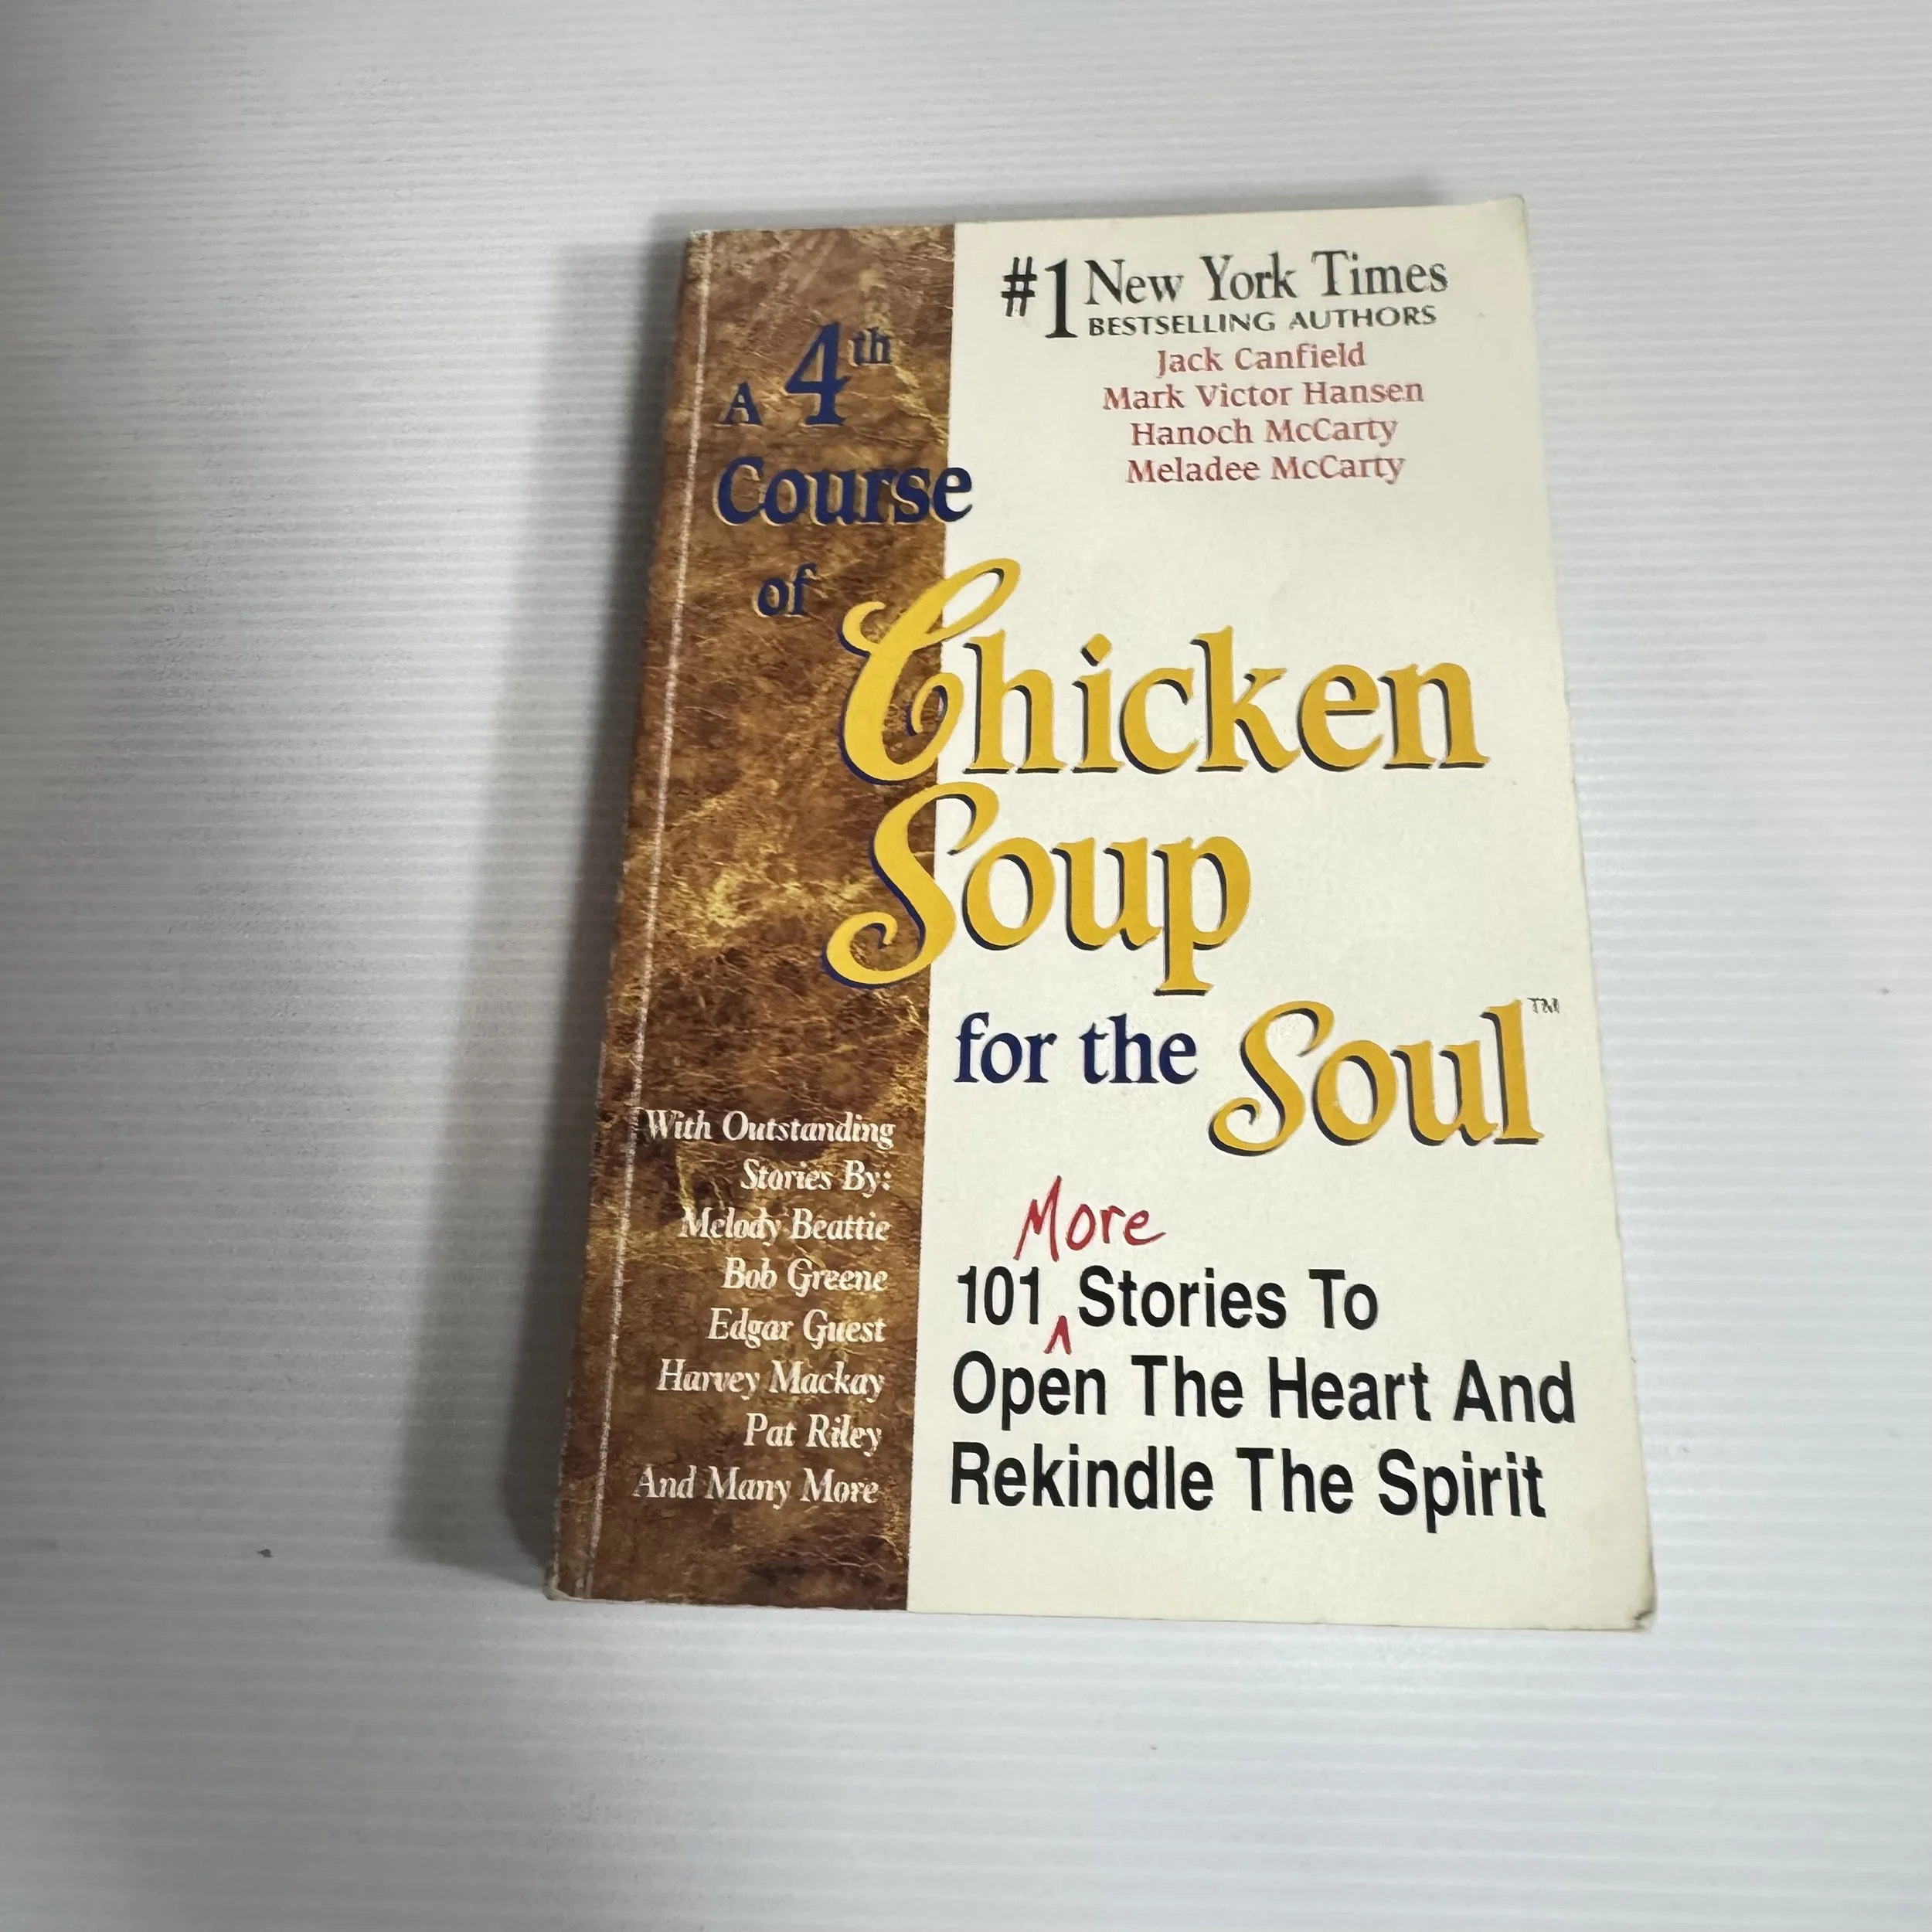 #1 New York Times
BESTSELLING AUTHORS
Jack Canfield
Mark Victor Hansen
Hanoch McCarty
Meladee McCarty
A 4th
Course
of
Chicken
Soup
for the Soul™
More
101 ^ Stories To
Open The Heart And
Rekindle The Spirit
With Outstanding
Stories By:
Melody Beattie
Bob Greene
Edgar Guest
Harvey Mackay
Pat Riley
And Many More